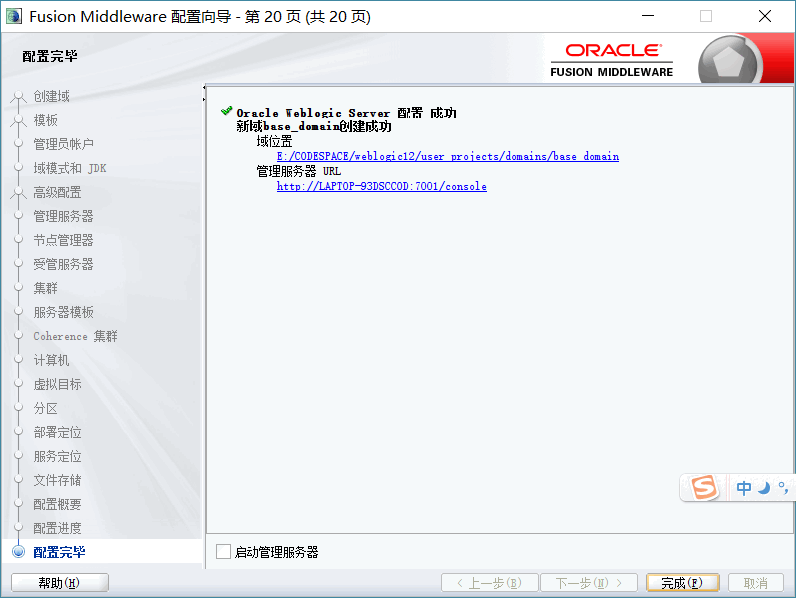 Fusion Middleware 配置向导 - 第 20 页 (共 20 页)
配置完毕
ORACLE
FUSION MIDDLEWARE
创建域
模板
管理员帐户
域模式和 JDK
高级配置
管理服务器
节点管理器
受管服务器
集群
服务器模板
Coherence 集群
计算机
虚拟目标
分区
部署定位
服务定位
文件存储
配置概要
配置进度
配置完毕
Oracle Weblogic Server 配置 成功
新域base_domain创建成功
域位置
E:/CODESPACE/weblogic12/user_projects/domains/base_domain
管理服务器 URL
http://LAPTOP-93DSCCOD:7001/console
S 中
启动管理服务器
帮助(H)
< 上一步(B)
下一步(N) >
完成(F)
取消